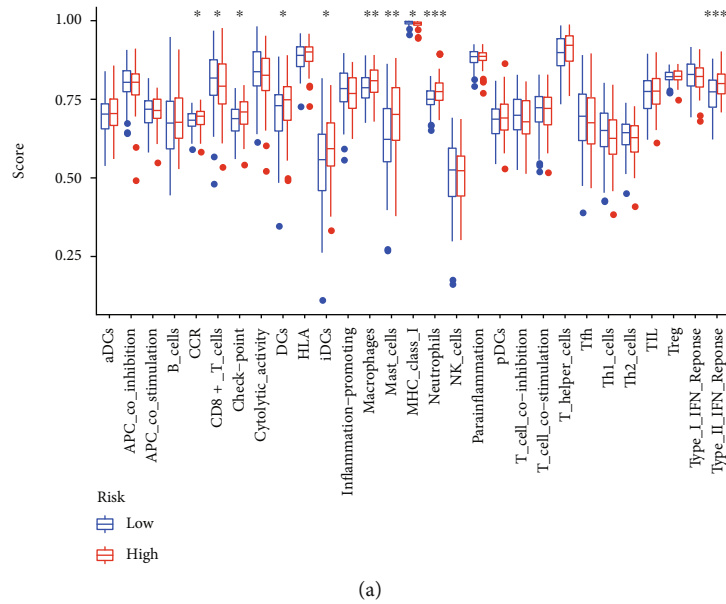 * * * * * ** ** * *** ***
1.00
0.75
0.50
0.25
Score
aDCs
APC_co_inhibition
APC_co_stimulation
B_cells
CCR
CD8 +_T_cells
Check-point
Cytolytic_activity
DCs
HLA
iDCs
Inflammation-promoting
Macrophages
Mast_cells
MHC_class_I
Neutrophils
NK_cells
Parainflammation
pDCs
T_cell_co-inhibition
T_cell_co-stimulation
T_helper_cells
Tfh
Th1_cells
Th2_cells
TIL
Treg
Type_I_IFN_Reponse
Type_II_IFN_Reponse
Risk
Low
High
(a)